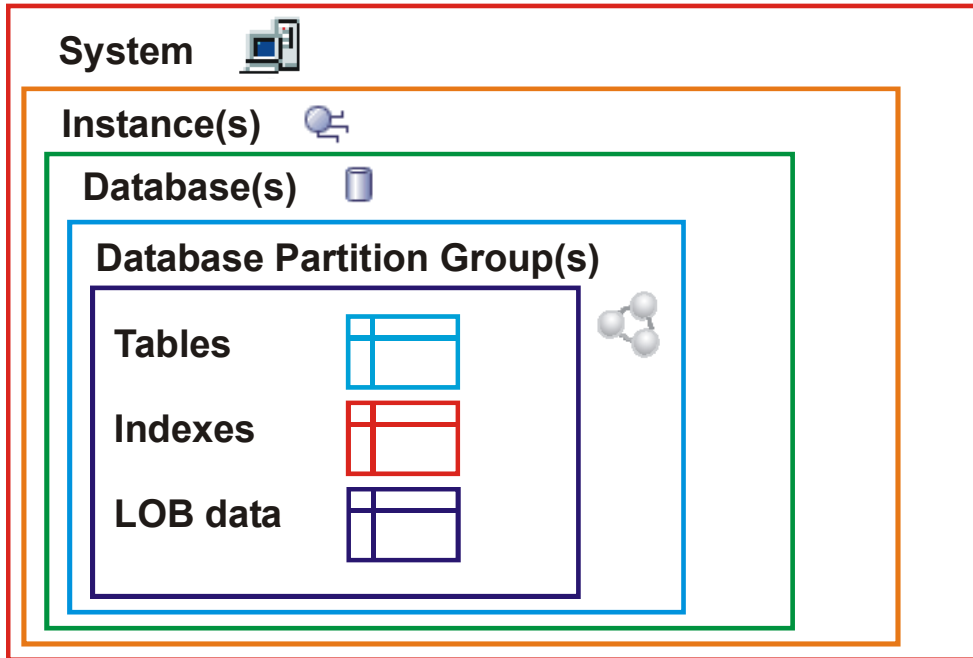 System
Instance(s)
Database(s)
Database Partition Group(s)
Tables
Indexes
LOB data